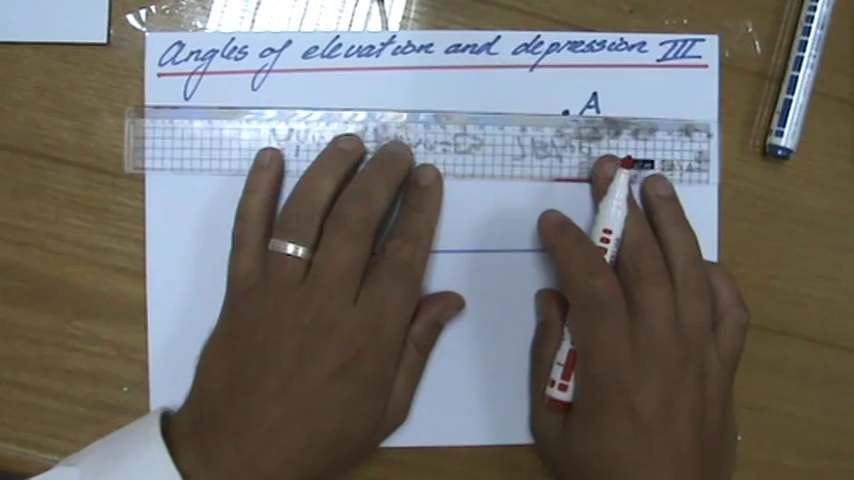 Angles of elevation and depression III
. A